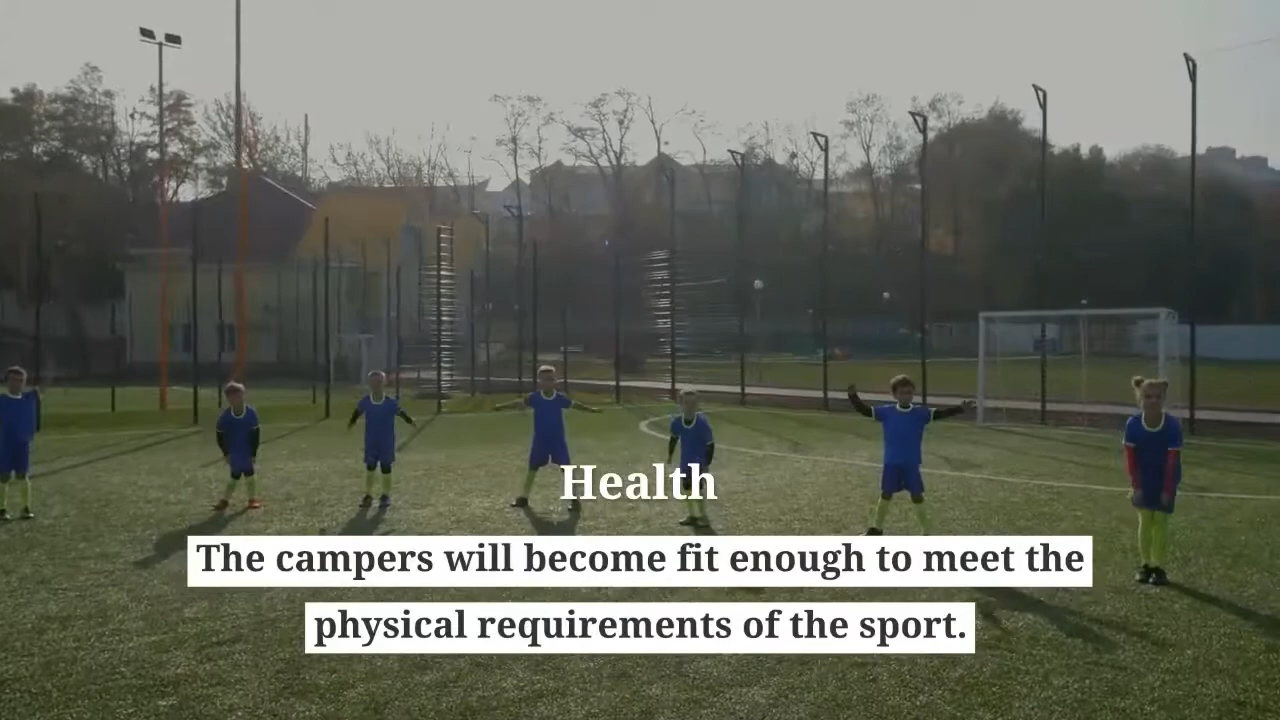 Health
The campers will become fit enough to meet the
physical requirements of the sport.